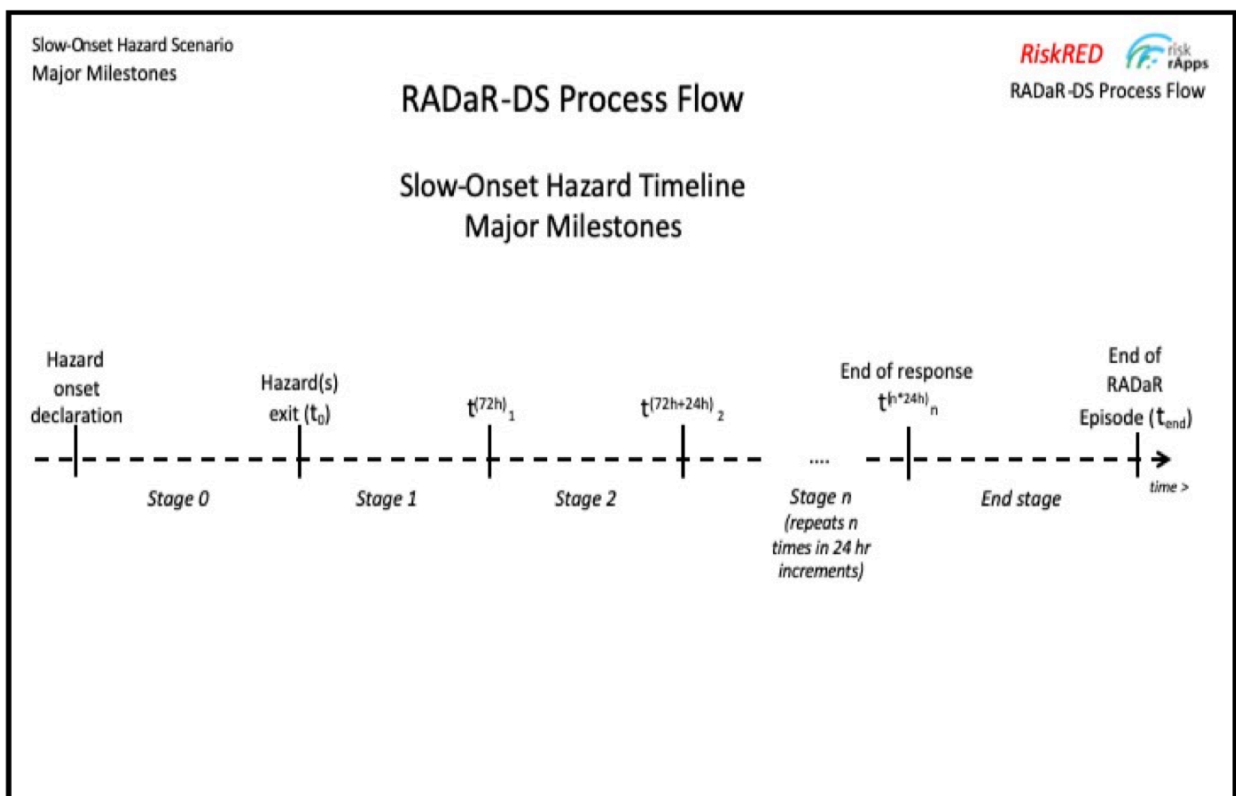 Slow-Onset Hazard Scenario
Major Milestones
RiskRED
risk
rApps
RADaR-DS Process Flow
RADaR-DS Process Flow
Slow-Onset Hazard Timeline
Major Milestones
Hazard
onset
declaration
Hazard(s)
exit (t0)
t(72h)1
t(72h+24h)2
End of response
t(n*24h)n
End of
RADaR
Episode (tend)
....
time >
Stage 0
Stage 1
Stage 2
Stage n
(repeats n
times in 24 hr
increments)
End stage